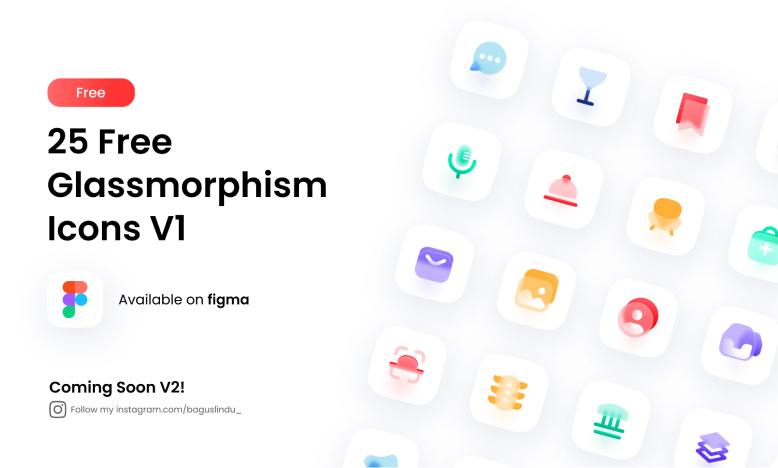 Free
25 Free
Glassmorphism
Icons V1
Available on figma
Coming Soon V2!
Follow my instagram.com/baguslindu_